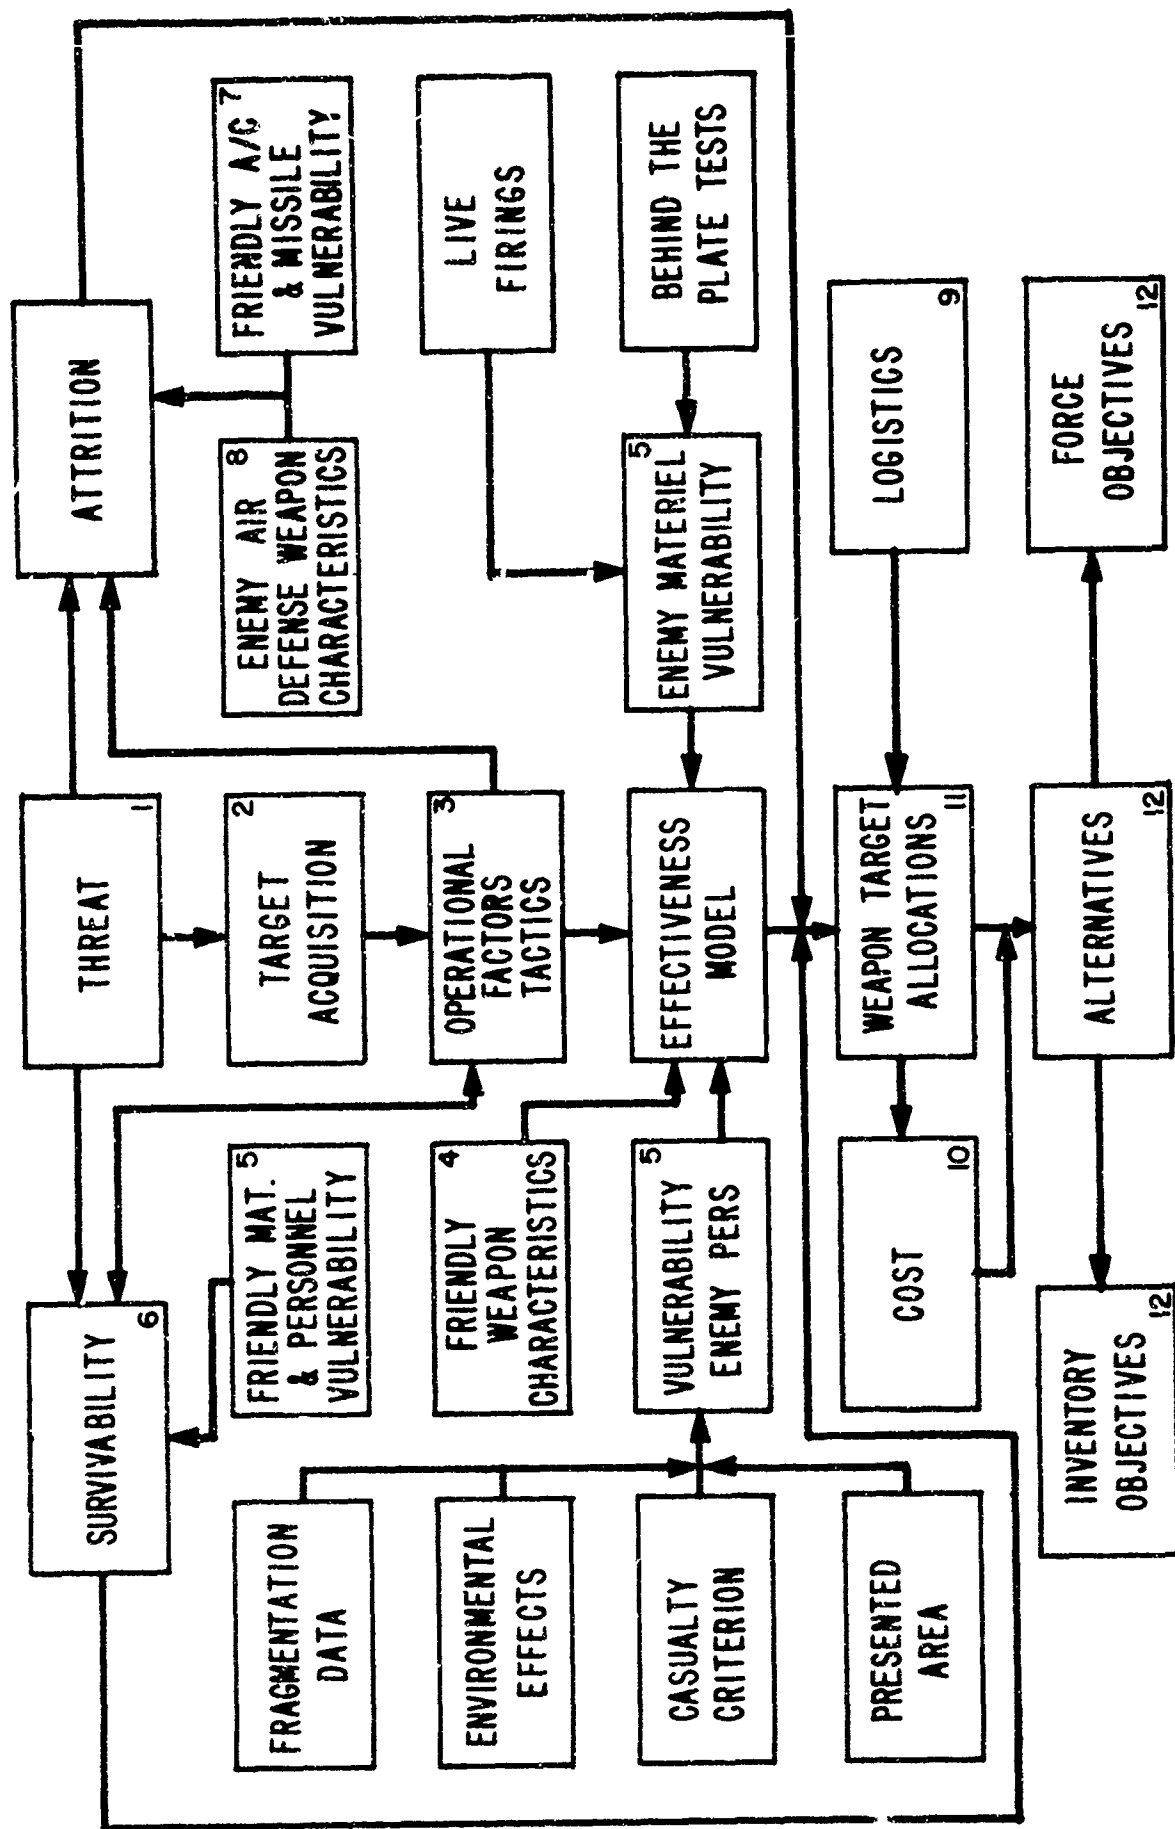 SURVIVABILITY
6
THREAT
1
ATTRITION
FRAGMENTATION
DATA
FRIENDLY MAT.
& PERSONNEL
VULNERABILITY
5
TARGET
ACQUISITION
2
ENEMY AIR
DEFENSE WEAPON
CHARACTERISTICS
8
FRIENDLY A/C
& MISSILE
VULNERABILITY
7
ENVIRONMENTAL
EFFECTS
FRIENDLY
WEAPON
CHARACTERISTICS
4
OPERATIONAL
FACTORS
TACTICS
3
LIVE
FIRINGS
CASUALTY
CRITERION
VULNERABILITY
ENEMY PERS
5
EFFECTIVENESS
MODEL
ENEMY MATERIEL
VULNERABILITY
5
BEHIND THE
PLATE TESTS
PRESENTED
AREA
COST
10
WEAPON TARGET
ALLOCATIONS
11
LOGISTICS
9
INVENTORY
OBJECTIVES
12
ALTERNATIVES
12
FORCE
OBJECTIVES
12